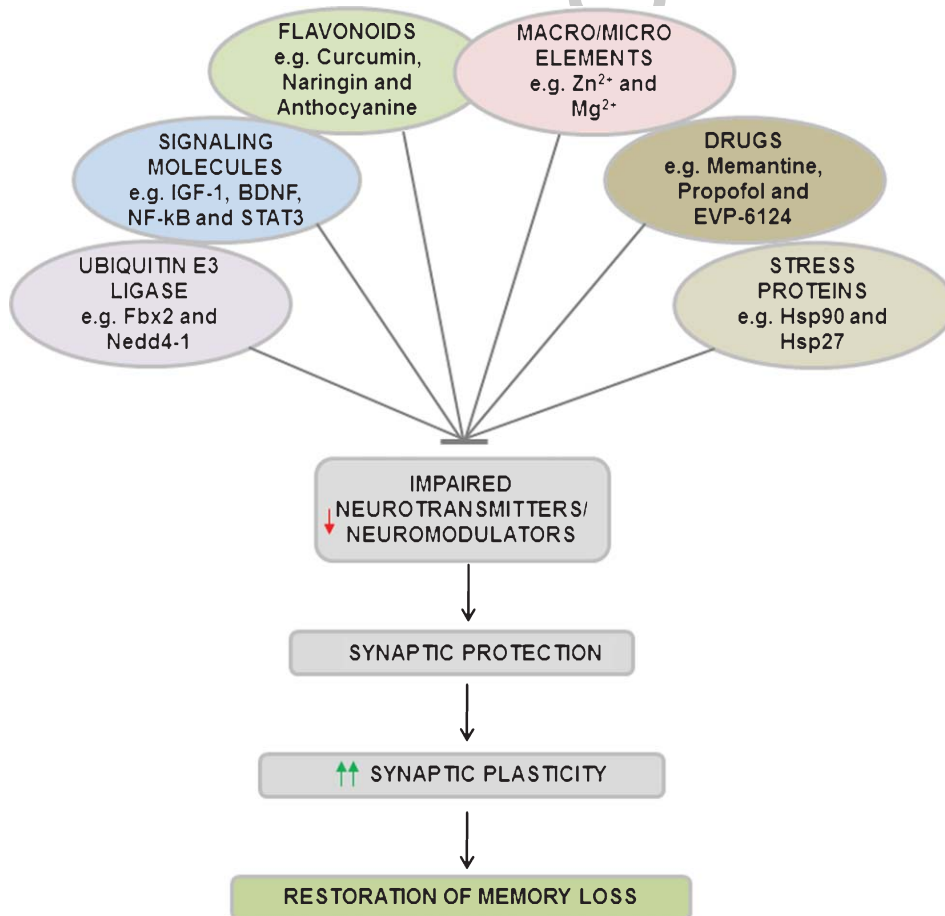 FLAVONOIDS
e.g. Curcumin,
Naringin and
Anthocyanine
MACRO/MICRO
ELEMENTS
e.g. Zn²⁺ and
Mg²⁺
SIGNALING
MOLECULES
e.g. IGF-1, BDNF,
NF-kB and STAT3
DRUGS
e.g. Memantine,
Propofol and
EVP-6124
UBIQUITIN E3
LIGASE
e.g. Fbx2 and
Nedd4-1
STRESS
PROTEINS
e.g. Hsp90 and
Hsp27
IMPAIRED
NEUROTRANSMITTERS/
NEUROMODULATORS
SYNAPTIC PROTECTION
SYNAPTIC PLASTICITY
RESTORATION OF MEMORY LOSS